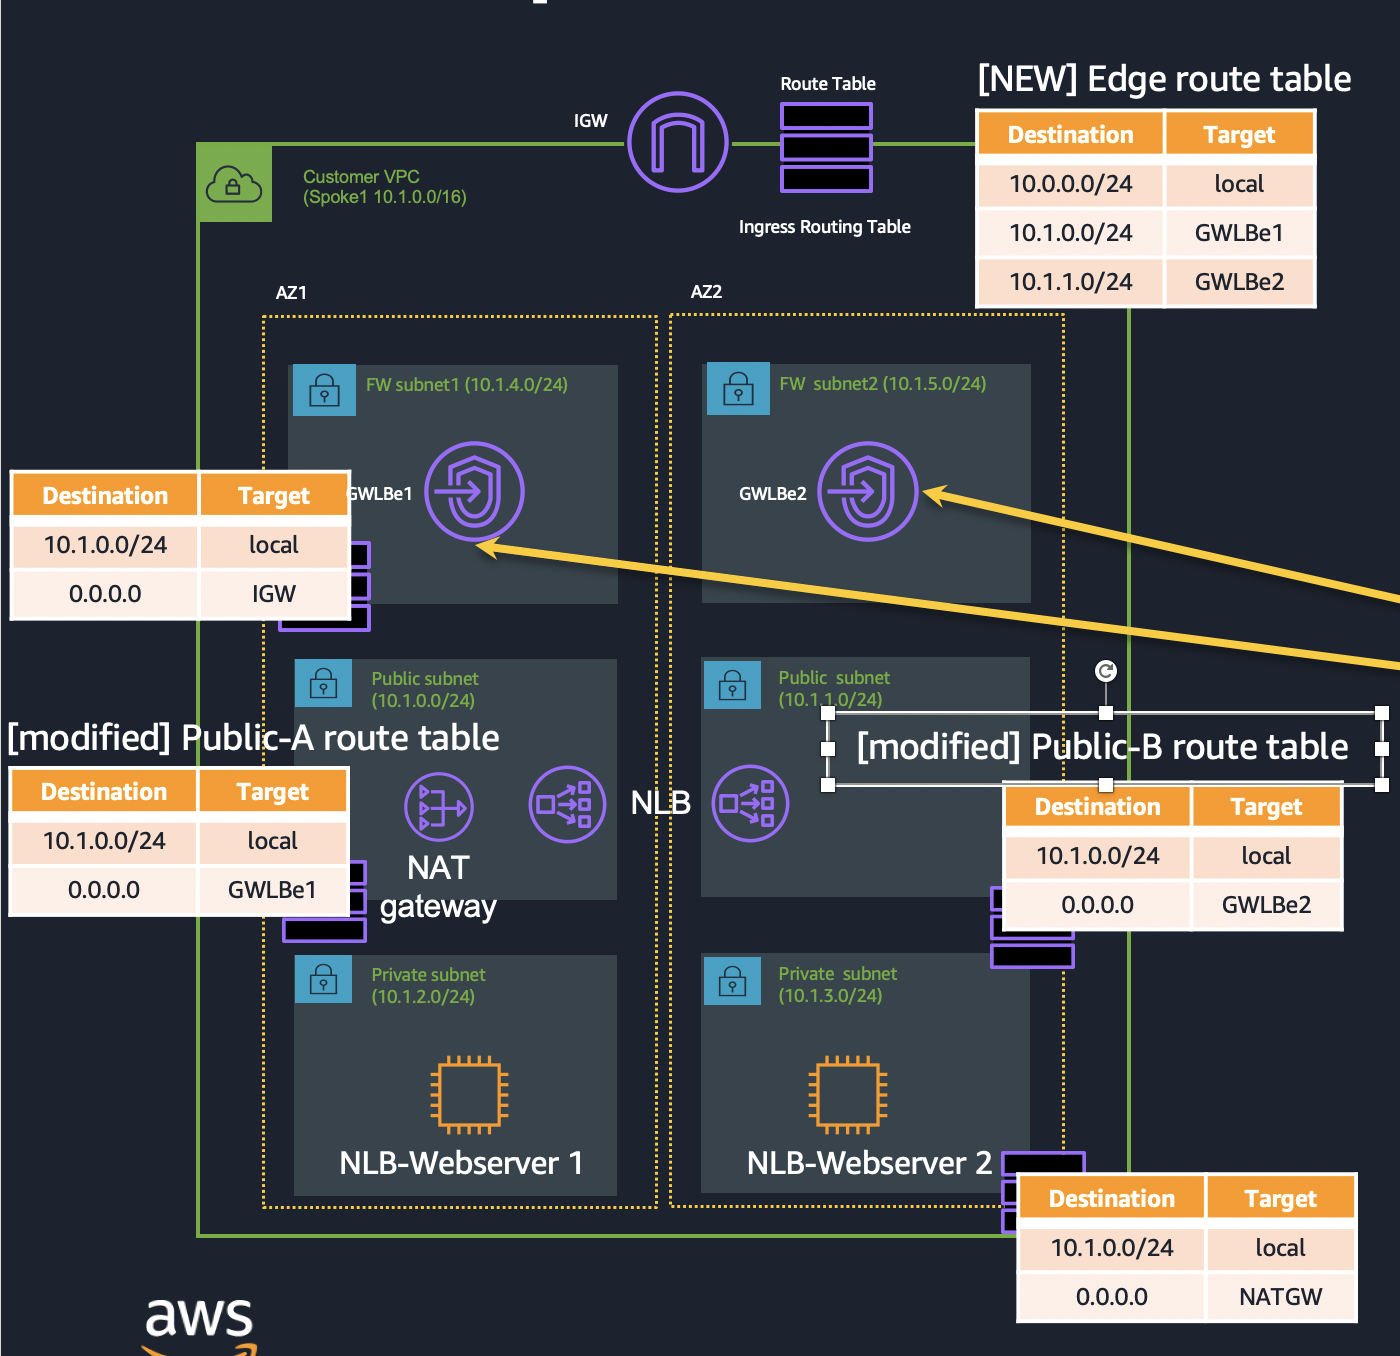 [NEW] Edge route table
Route Table
IGW
Destination Target
10.0.0.0/24 local
10.1.0.0/24 GWLBe1
10.1.1.0/24 GWLBe2
Customer VPC
(Spoke1 10.1.0.0/16)
Ingress Routing Table
AZ1
AZ2
FW subnet1 (10.1.4.0/24)
FW subnet2 (10.1.5.0/24)
GWLBe1
GWLBe2
Destination Target
10.1.0.0/24 local
0.0.0.0 IGW
Public subnet
(10.1.0.0/24)
Public subnet
(10.1.1.0/24)
[modified] Public-A route table
[modified] Public-B route table
Destination Target
10.1.0.0/24 local
0.0.0.0 GWLBe1
NAT
gateway
NLB
Destination Target
10.1.0.0/24 local
0.0.0.0 GWLBe2
Private subnet
(10.1.2.0/24)
Private subnet
(10.1.3.0/24)
NLB-Webserver 1
NLB-Webserver 2
Destination Target
10.1.0.0/24 local
0.0.0.0 NATGW
aws